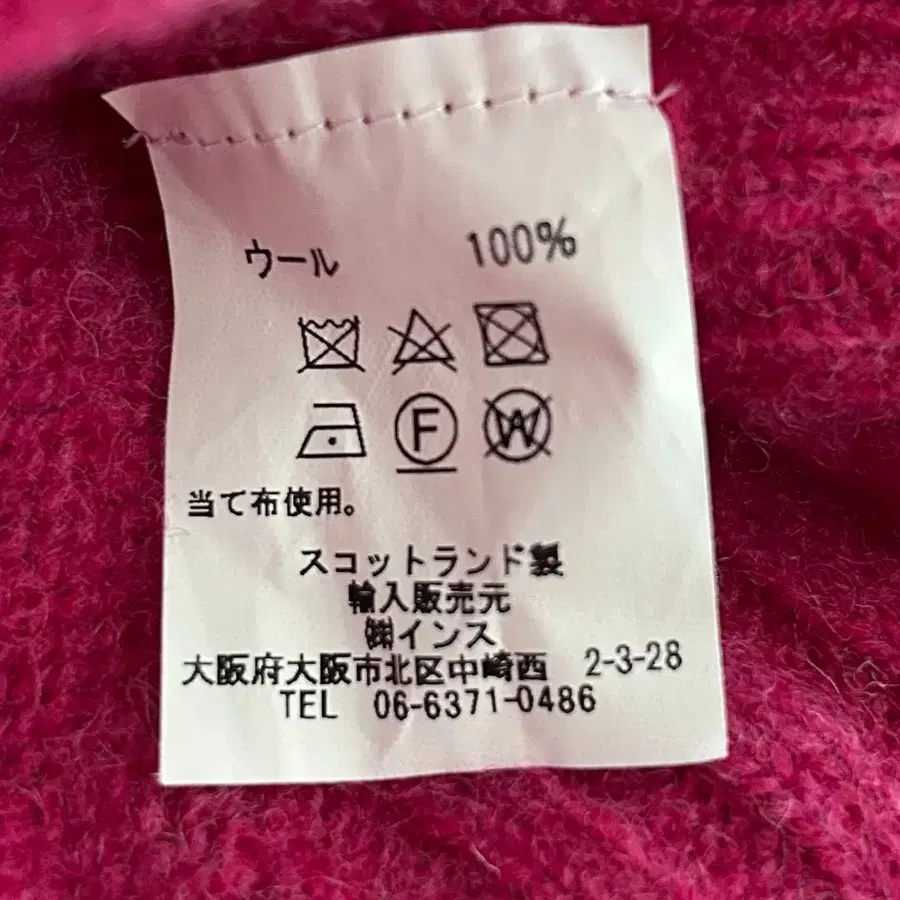 ウール 100%
F W
当て布使用。
スコットランド製
輸入販売元
㈱インス
大阪府大阪市北区中崎西 2-3-28
TEL 06-6371-0486